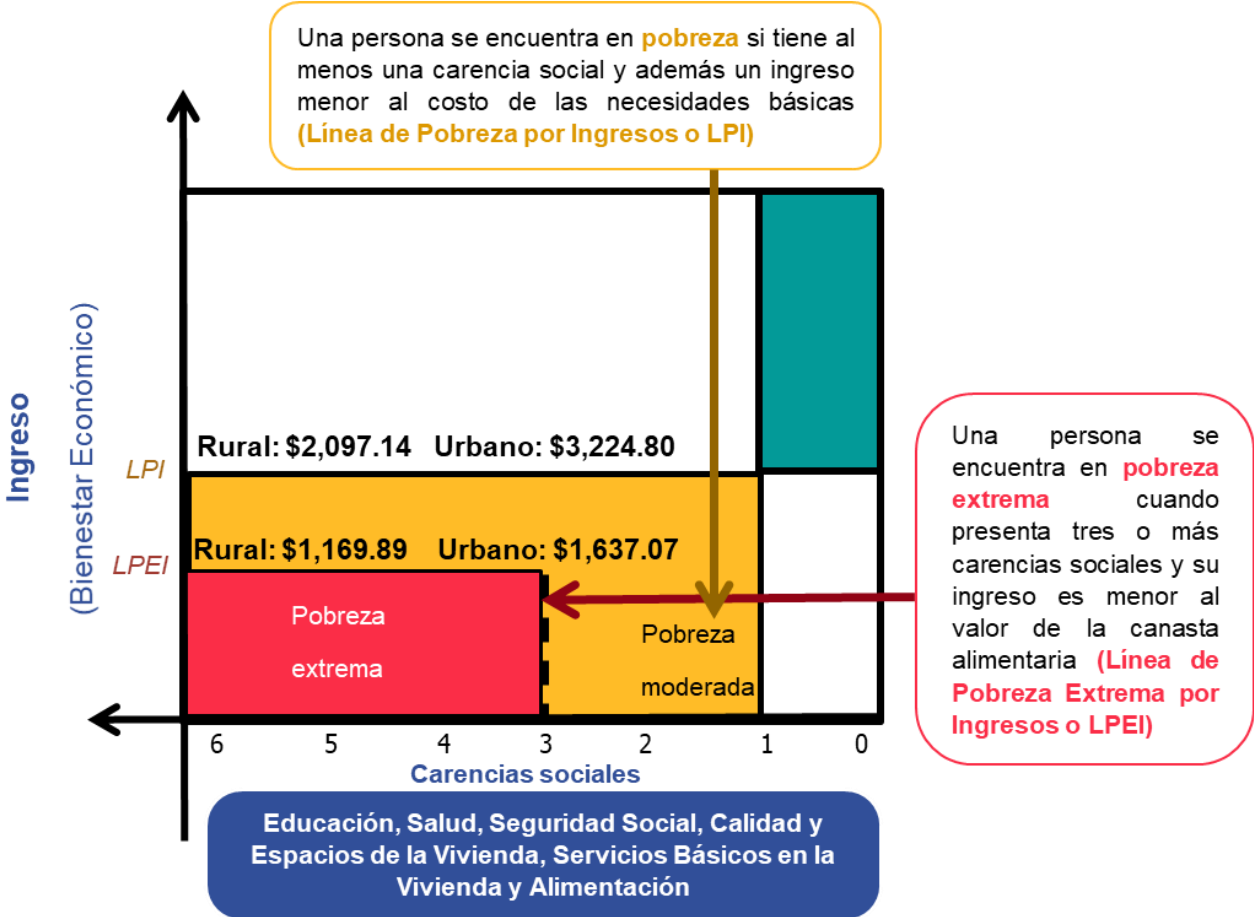 Una persona se encuentra en pobreza si tiene al
menos una carencia social y además un ingreso
menor al costo de las necesidades básicas
(Línea de Pobreza por Ingresos o LPI)
Ingreso
(Bienestar Económico)
LPI
Rural: $2,097.14 Urbano: $3,224.80
LPEI
Rural: $1,169.89 Urbano: $1,637.07
Pobreza
extrema
Pobreza
moderada
Una persona se
encuentra en pobreza
extrema cuando
presenta tres o más
carencias sociales y su
ingreso es menor al
valor de la canasta
alimentaria (Línea de
Pobreza Extrema por
Ingresos o LPEI)
6 5 4 3 2 1 0
Carencias sociales
Educación, Salud, Seguridad Social, Calidad y
Espacios de la Vivienda, Servicios Básicos en la
Vivienda y Alimentación